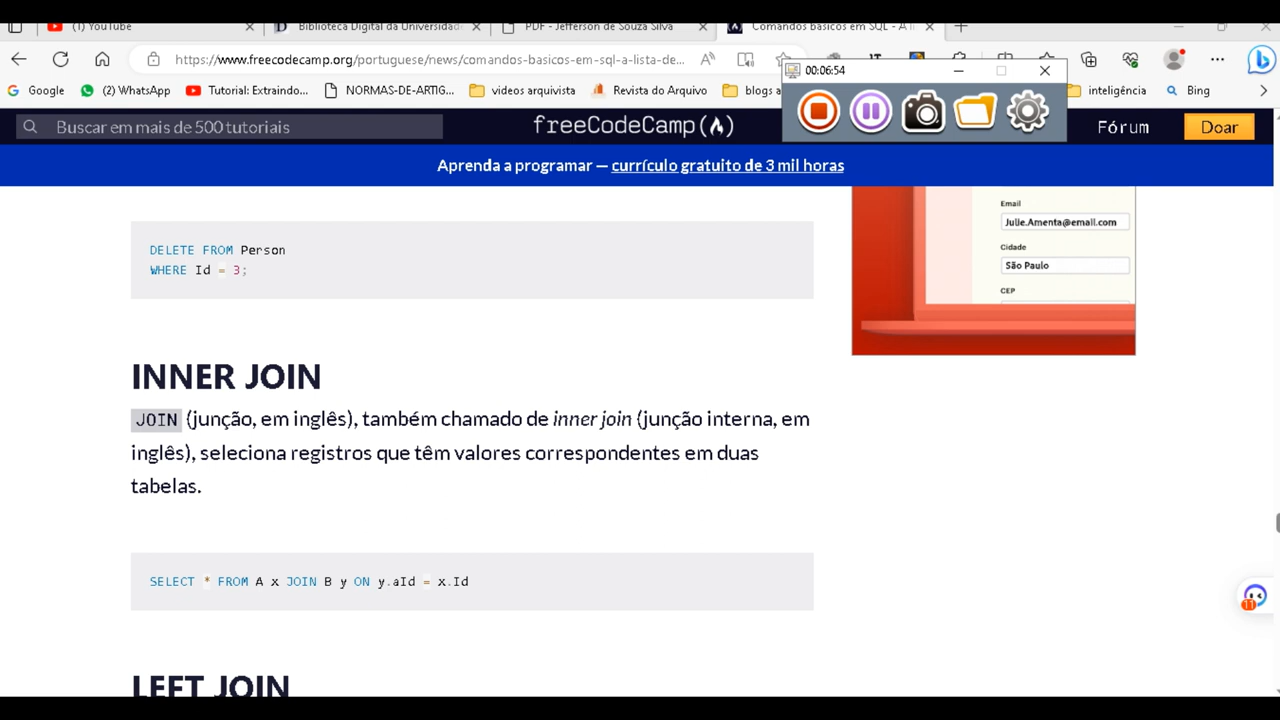 (1) YouTube
Biblioteca Digital da Universidad
PDF - Jefferson de Souza Silva
Comandos básicos em SQL - A li
https://www.freecodecamp.org/portuguese/news/comandos-basicos-em-sql-a-lista-de...
00:06:54
Google
(2) WhatsApp
Tutorial: Extraindo...
NORMAS-DE-ARTIG...
videos arquivista
Revista do Arquivo
blogs a
inteligência
Bing
Buscar em mais de 500 tutoriais
freeCodeCamp
Fórum
Doar
Aprenda a programar — currículo gratuito de 3 mil horas
Email
Julie.Amenta@email.com
Cidade
São Paulo
CEP
DELETE FROM Person
WHERE Id = 3;
INNER JOIN
JOIN (junção, em inglês), também chamado de inner join (junção interna, em
inglês), seleciona registros que têm valores correspondentes em duas
tabelas.
SELECT * FROM A x JOIN B y ON y.aId = x.Id
11
LEFT JOIN